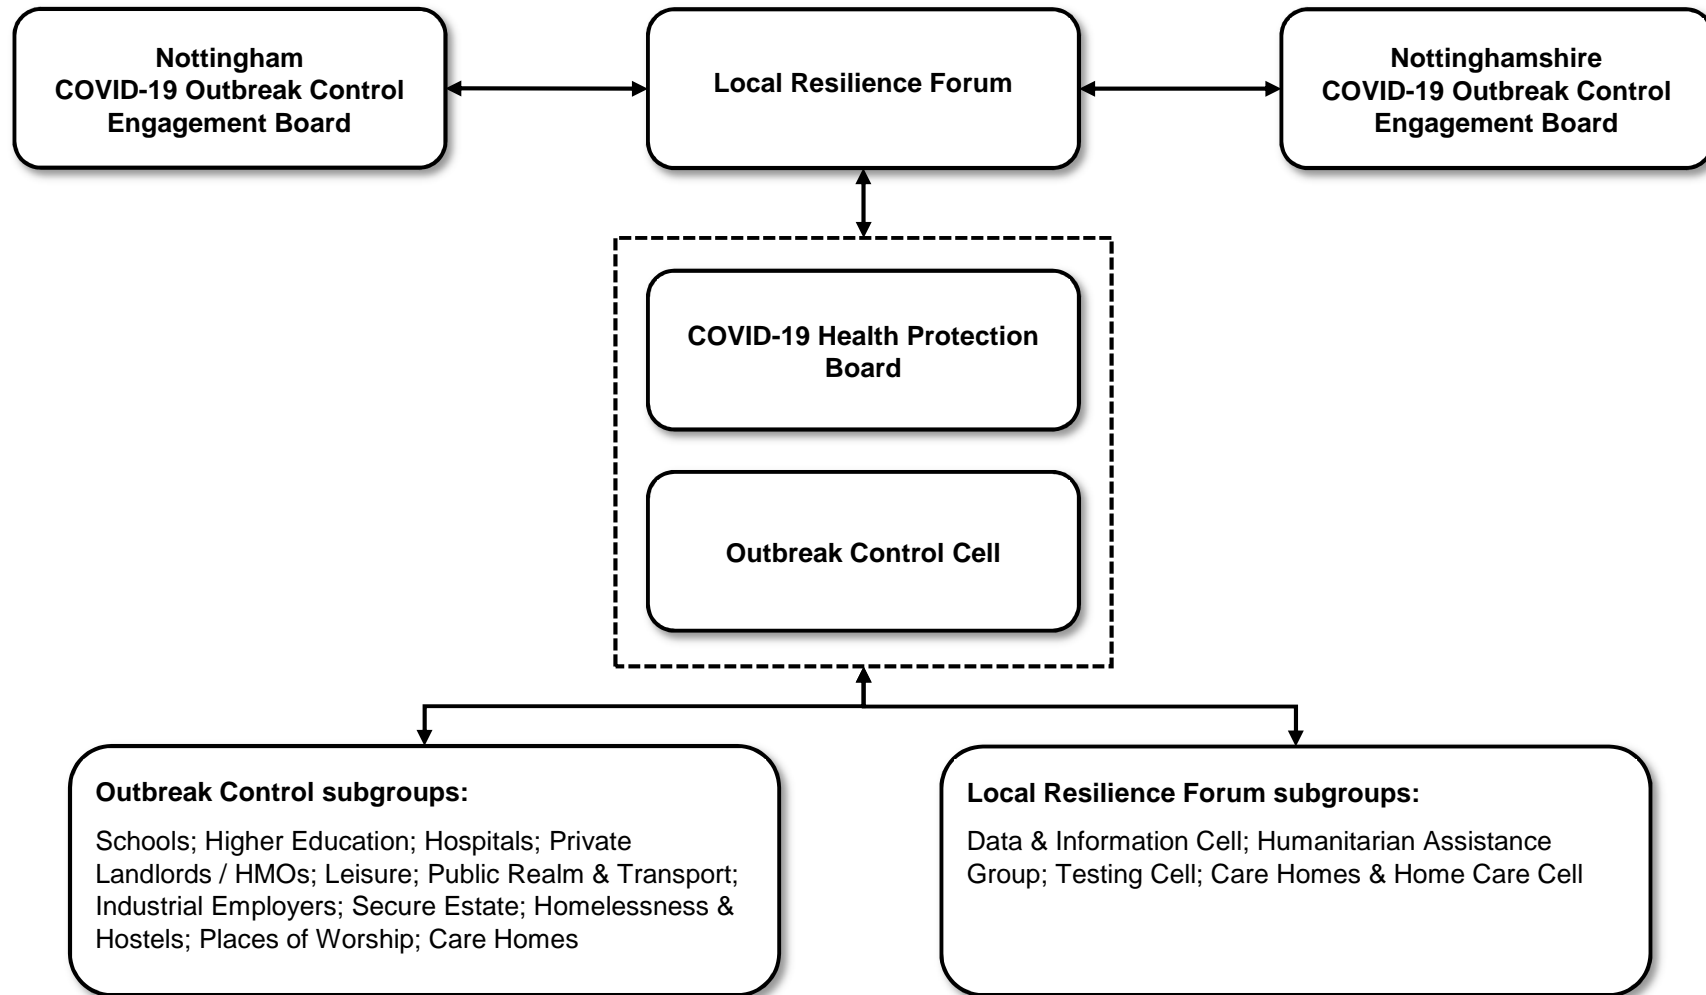 Nottingham
COVID-19 Outbreak Control
Engagement Board
Local Resilience Forum
Nottinghamshire
COVID-19 Outbreak Control
Engagement Board
COVID-19 Health Protection
Board
Outbreak Control Cell
Outbreak Control subgroups:
Schools; Higher Education; Hospitals; Private
Landlords / HMOs; Leisure; Public Realm & Transport;
Industrial Employers; Secure Estate; Homelessness &
Hostels; Places of Worship; Care Homes
Local Resilience Forum subgroups:
Data & Information Cell; Humanitarian Assistance
Group; Testing Cell; Care Homes & Home Care Cell